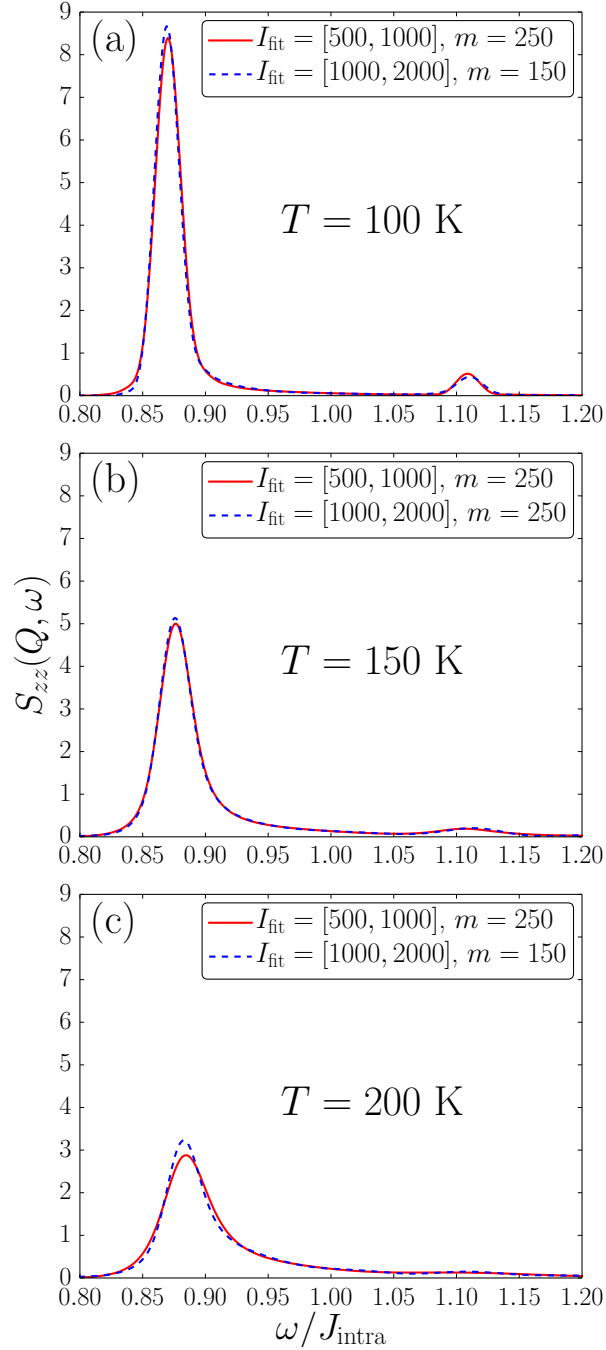 (a)
I_fit = [500, 1000], m = 250
I_fit = [1000, 2000], m = 150
T = 100 K
9
8
7
6
5
4
3
2
1
0
0.80 0.85 0.90 0.95 1.00 1.05 1.10 1.15 1.20
(b)
I_fit = [500, 1000], m = 250
I_fit = [1000, 2000], m = 250
T = 150 K
9
8
7
6
5
4
3
2
1
0
0.80 0.85 0.90 0.95 1.00 1.05 1.10 1.15 1.20
S_zz(Q, ω)
(c)
I_fit = [500, 1000], m = 250
I_fit = [1000, 2000], m = 150
T = 200 K
9
8
7
6
5
4
3
2
1
0
0.80 0.85 0.90 0.95 1.00 1.05 1.10 1.15 1.20
ω/J_intra